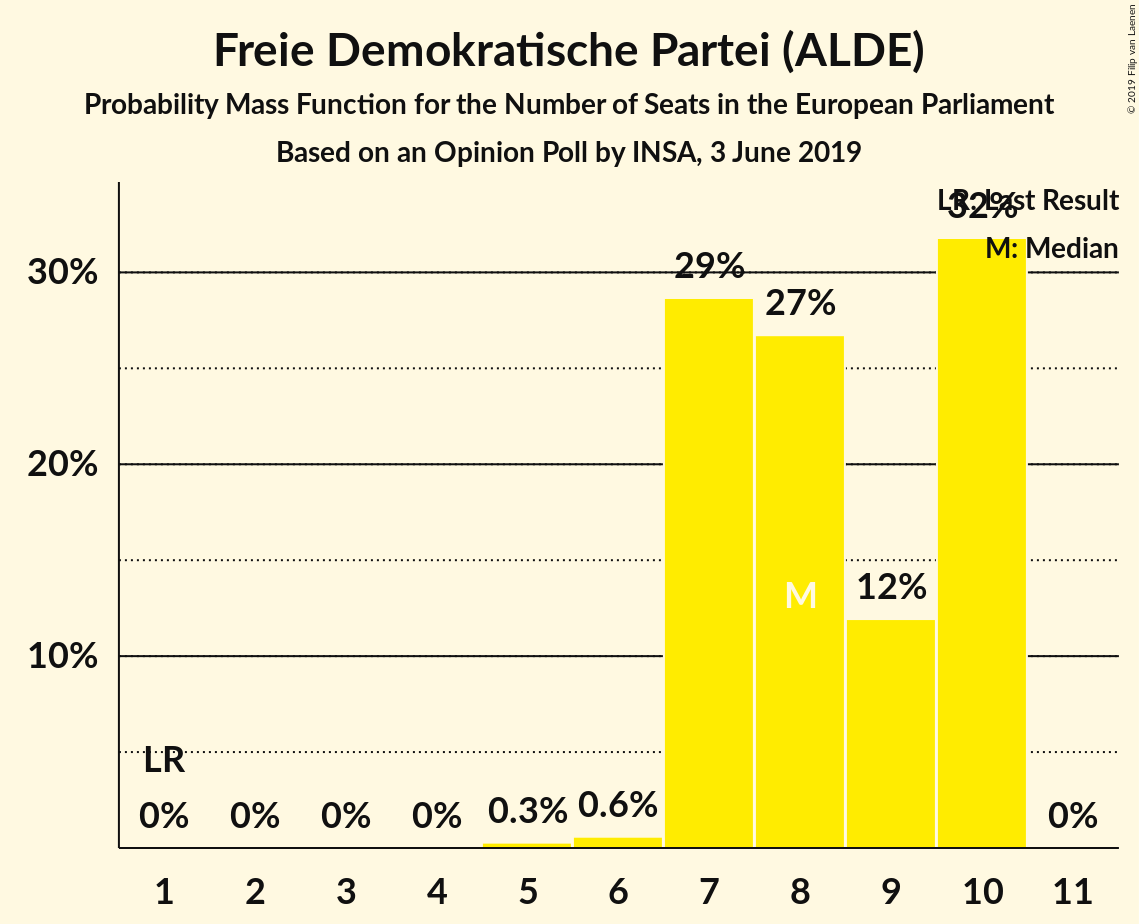 Freie Demokratische Partei (ALDE)
Probability Mass Function for the Number of Seats in the European Parliament
Based on an Opinion Poll by INSA, 3 June 2019
© 2019 Filip van Laenen
LR: Last Result
M: Median
30%
20%
10%
LR
0%
0%
0%
0%
0.3%
0.6%
29%
27%
M
12%
32%
0%
1 2 3 4 5 6 7 8 9 10 11